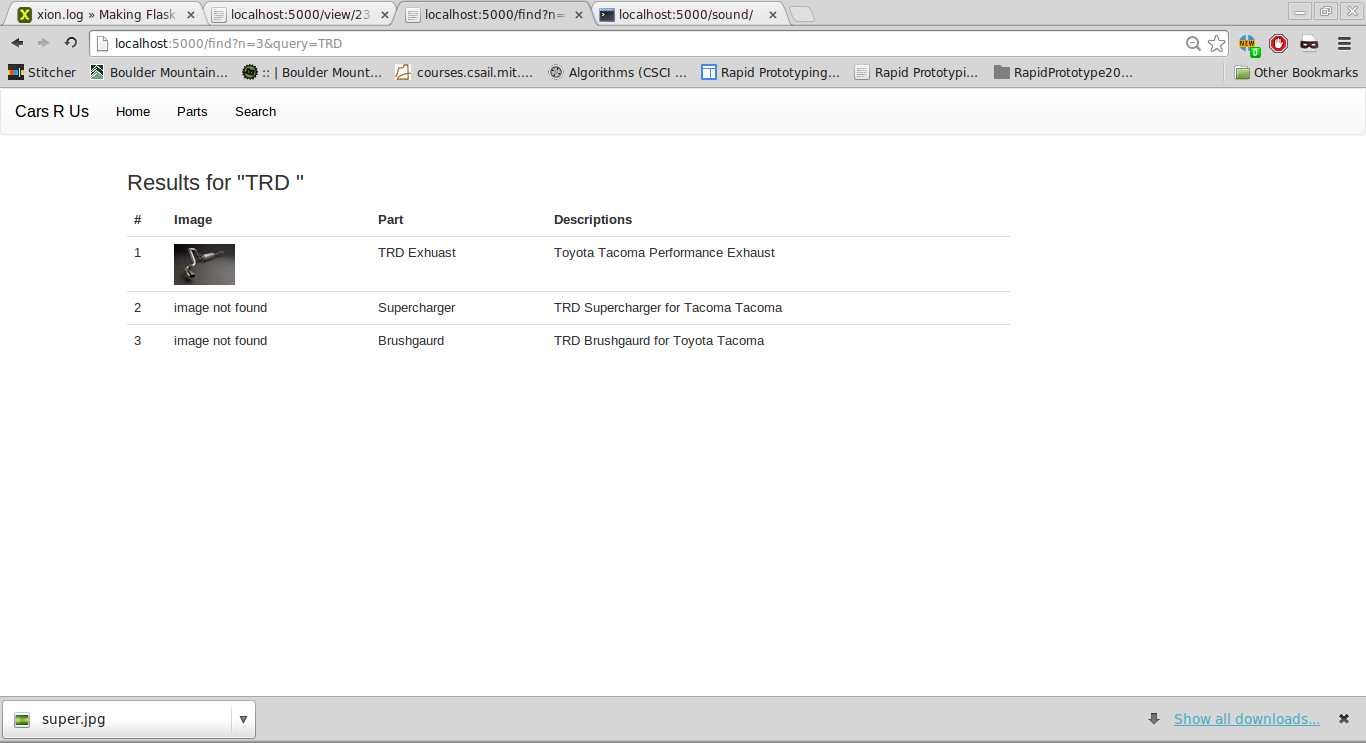 xion.log » Making Flask
localhost:5000/view/23
localhost:5000/find?n=
localhost:5000/sound/
localhost:5000/find?n=3&query=TRD
NEW
0
Stitcher
Boulder Mountain...
:: | Boulder Mount...
courses.csail.mit....
Algorithms (CSCI ...
Rapid Prototyping...
Rapid Prototypi...
RapidPrototype20...
Other Bookmarks
Cars R Us Home Parts Search
Results for "TRD "
# Image Part Descriptions
1 TRD Exhuast Toyota Tacoma Performance Exhaust
2 image not found Supercharger TRD Supercharger for Tacoma Tacoma
3 image not found Brushgaurd TRD Brushgaurd for Toyota Tacoma
super.jpg
Show all downloads...